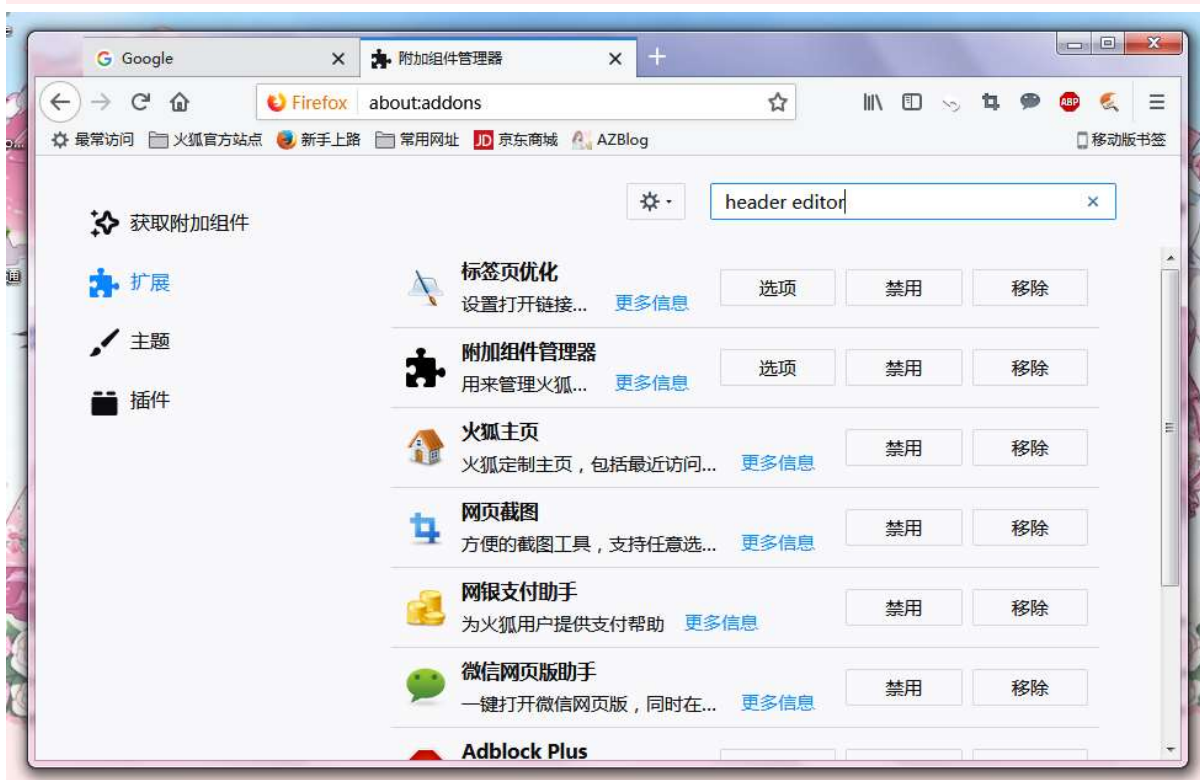 Google
附加组件管理器
Firefox about:addons
ABP
最常访问 火狐官方站点 新手上路 常用网址 JD 京东商城 AZBlog 移动版书签
header editor
获取附加组件
扩展
主题
插件
标签页优化
设置打开链接... 更多信息 选项 禁用 移除
附加组件管理器
用来管理火狐... 更多信息 选项 禁用 移除
火狐主页
火狐定制主页，包括最近访问... 更多信息 禁用 移除
网页截图
方便的截图工具，支持任意选... 更多信息 禁用 移除
网银支付助手
为火狐用户提供支付帮助 更多信息 禁用 移除
微信网页版助手
一键打开微信网页版，同时在... 更多信息 禁用 移除
Adblock Plus